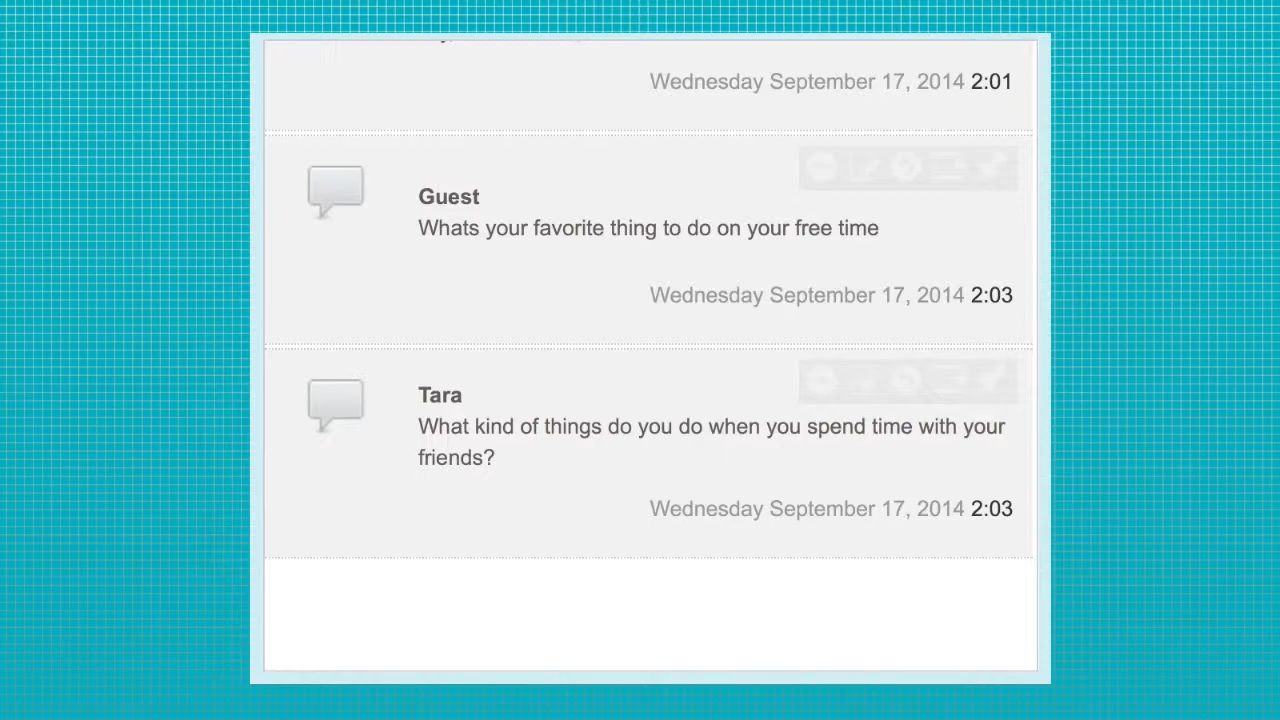 Wednesday September 17, 2014 2:01
Guest
Whats your favorite thing to do on your free time
Wednesday September 17, 2014 2:03
Tara
What kind of things do you do when you spend time with your
friends?
Wednesday September 17, 2014 2:03